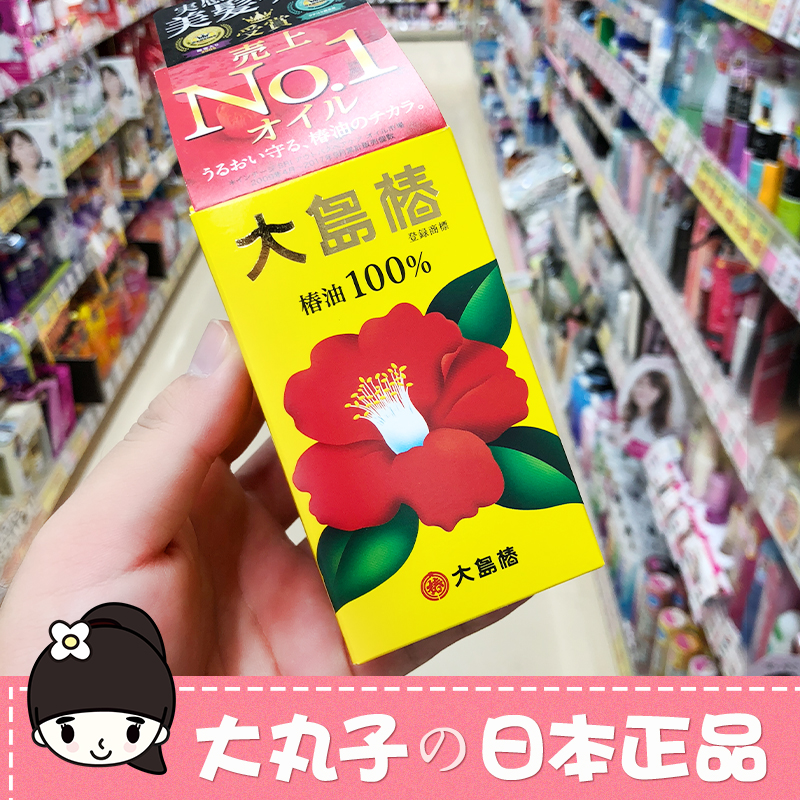 美髪
受賞
売上
No.1
オイル
うるおい守る、椿油のチカラ。
大島椿
登録商標
椿油100%
大島椿
大丸子の日本正品